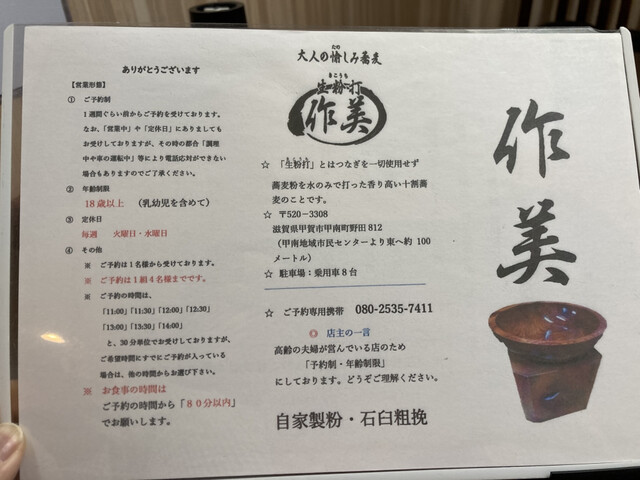 ありがとうございます
【営業形態】
① ご予約制
1週間ぐらい前からご予約を受けております。
なお、「営業中」や「定休日」にありましても
お受けしておりますが、その時の都合「調理
中や車の運転中」等により電話応対ができない
場合もありますのでご了承ください。
② 年齢制限
18歳以上 (乳幼児を含めて)
③ 定休日
毎週 火曜日・水曜日
④ その他
※ ご予約は1名様から受けております。
※ ご予約は1組4名様までです。
※ ご予約の時間は、
「11:00」「11:30」「12:00」「12:30」
「13:00」「13:30」「14:00」
と、30分単位でお受けしておりますが、
ご希望時間にすでにご予約が入っている
場合は、他の時間からお選び下さい。
※ お食事の時間は
ご予約の時間から「80分以内」
でお願いします。
大人の愉しみ蕎麦
たの
きこうち
生粉打
作美
☆ 「生粉打」とはつなぎを一切使用せず
きこうち
蕎麦粉を水のみで打った香り高い十割蕎
麦のことです。
☆ 〒520-3308
滋賀県甲賀市甲南町野田812
(甲南地域市民センターより東へ約 100
メートル)
☆ 駐車場:乗用車8台
☆ ご予約専用携帯 080-2535-7411
◎ 店主の一言
高齢の夫婦が営んでいる店のため
「予約制・年齢制限」
にしております。どうぞご理解ください。
自家製粉・石臼粗挽
作美